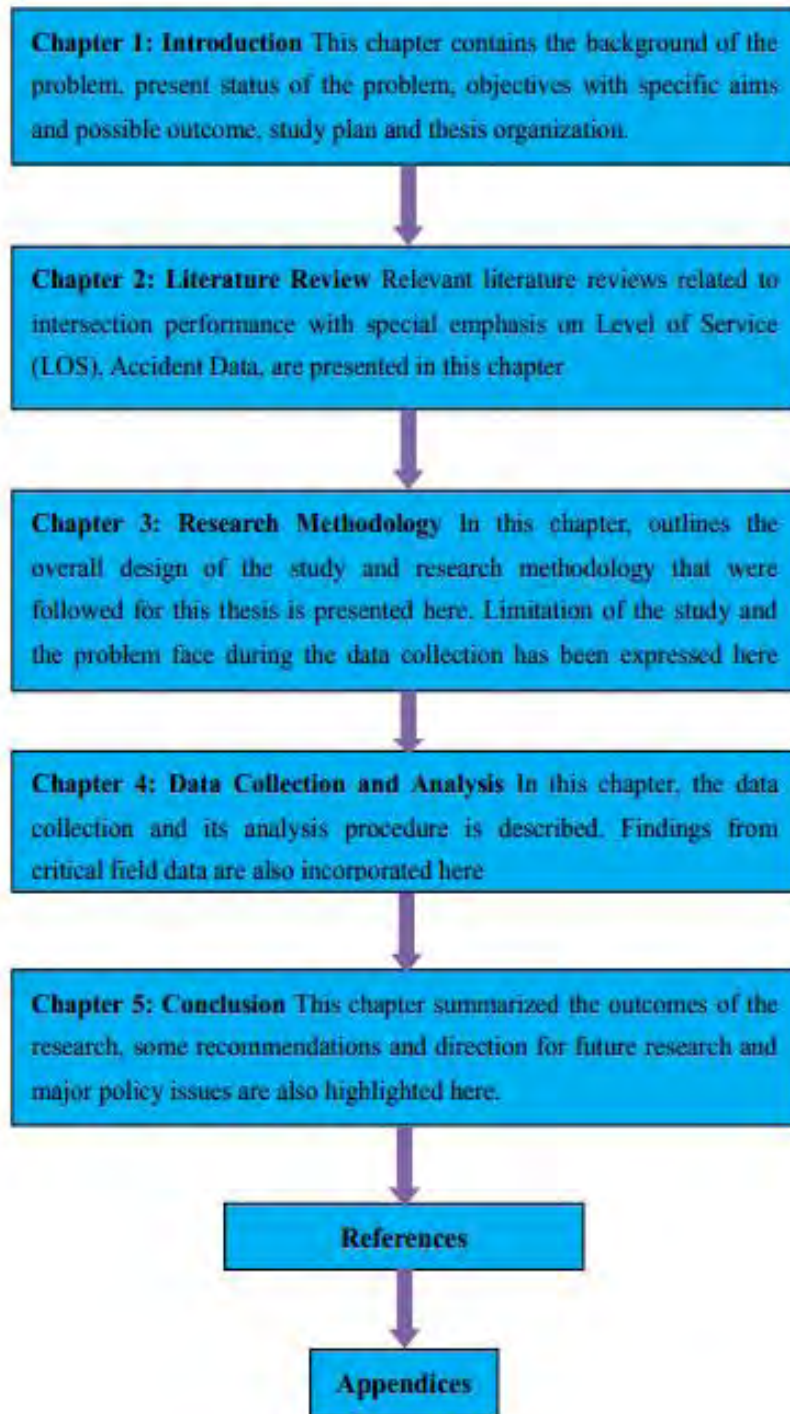 Chapter 1: Introduction This chapter contains the background of the
problem, present status of the problem, objectives with specific aims
and possible outcome, study plan and thesis organization.
Chapter 2: Literature Review Relevant literature reviews related to
intersection performance with special emphasis on Level of Service
(LOS), Accident Data, are presented in this chapter
Chapter 3: Research Methodology In this chapter, outlines the
overall design of the study and research methodology that were
followed for this thesis is presented here. Limitation of the study and
the problem face during the data collection has been expressed here
Chapter 4: Data Collection and Analysis In this chapter, the data
collection and its analysis procedure is described. Findings from
critical field data are also incorporated here
Chapter 5: Conclusion This chapter summarized the outcomes of the
research, some recommendations and direction for future research and
major policy issues are also highlighted here.
References
Appendices